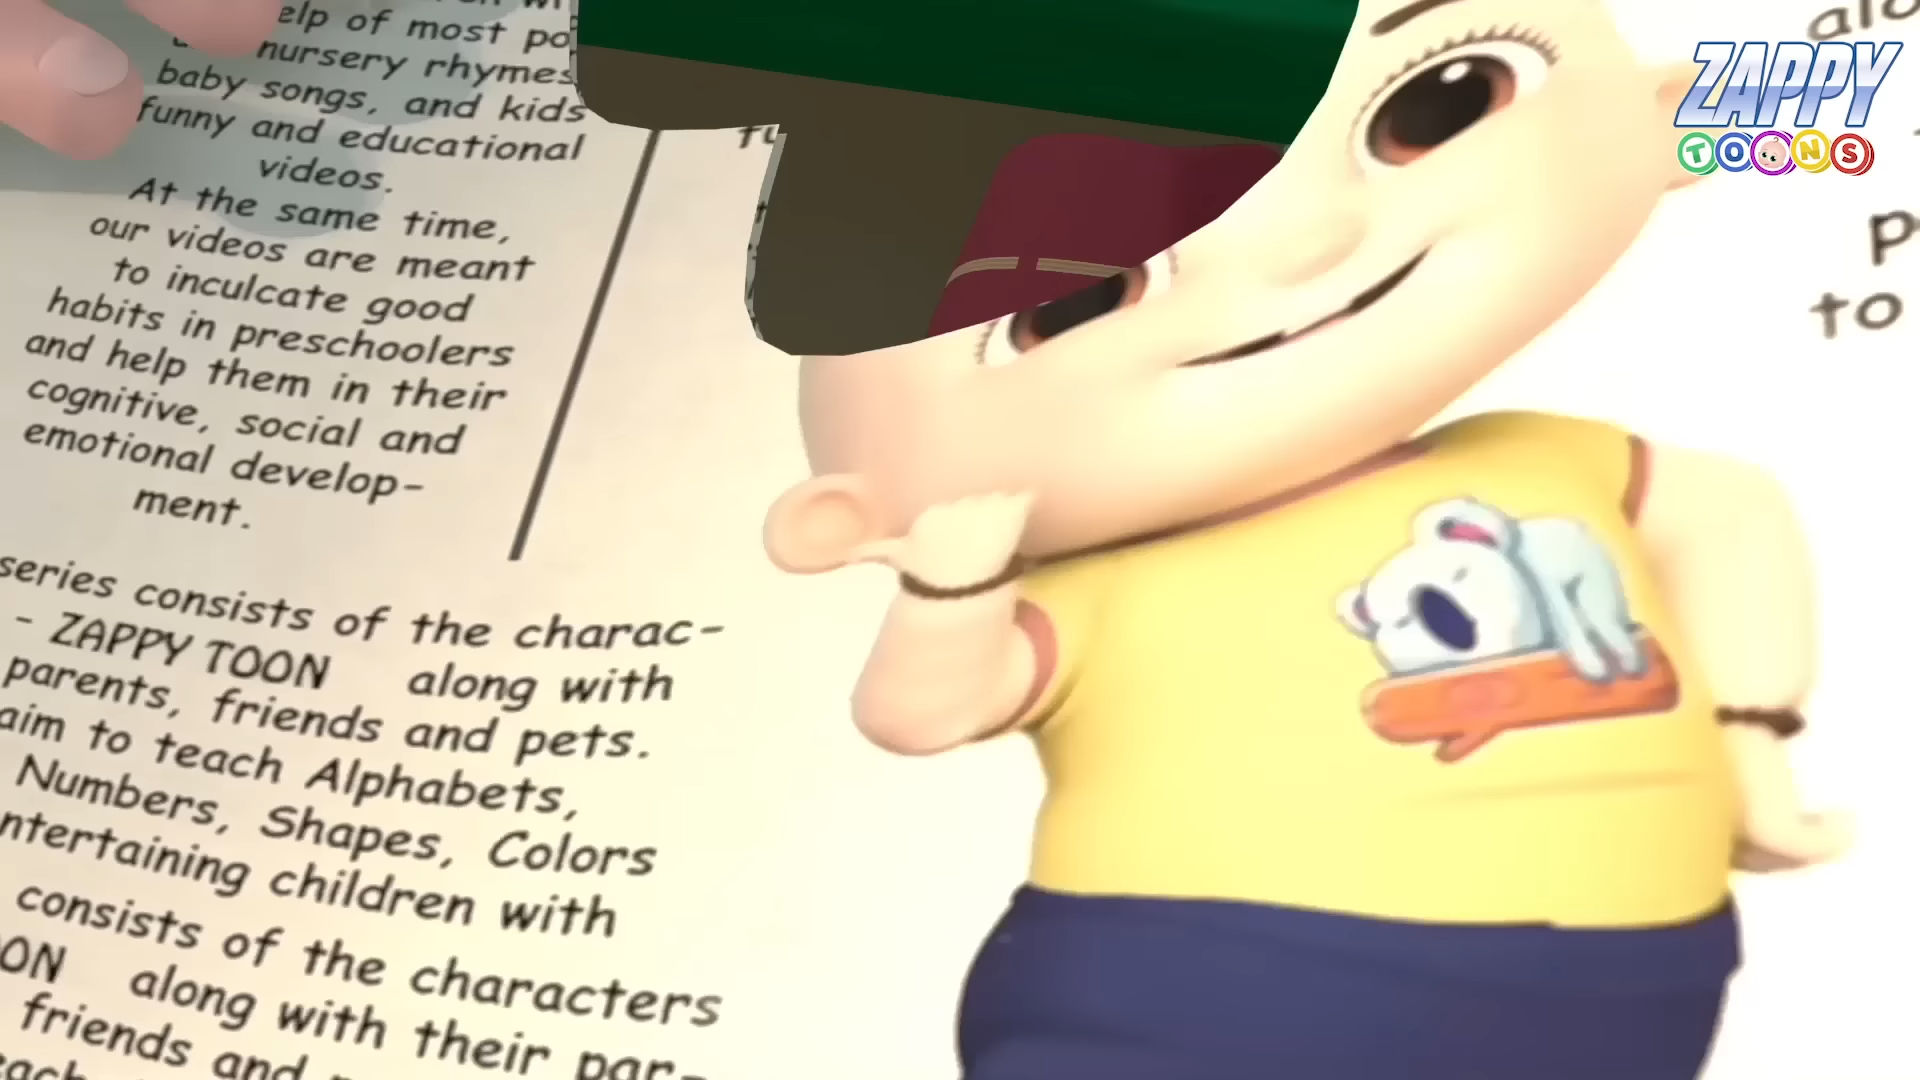 elp of most po
nursery rhymes
baby songs, and kids
funny and educational
videos.
At the same time,
our videos are meant
to inculcate good
habits in preschoolers
and help them in their
cognitive, social and
emotional develop-
ment.
series consists of the charac-
- ZAPPY TOON along with
parents, friends and pets.
aim to teach Alphabets,
Numbers, Shapes, Colors
ntertaining children with
consists of the characters
OON along with their par-
friends and
to
ZAPPY
TOONS